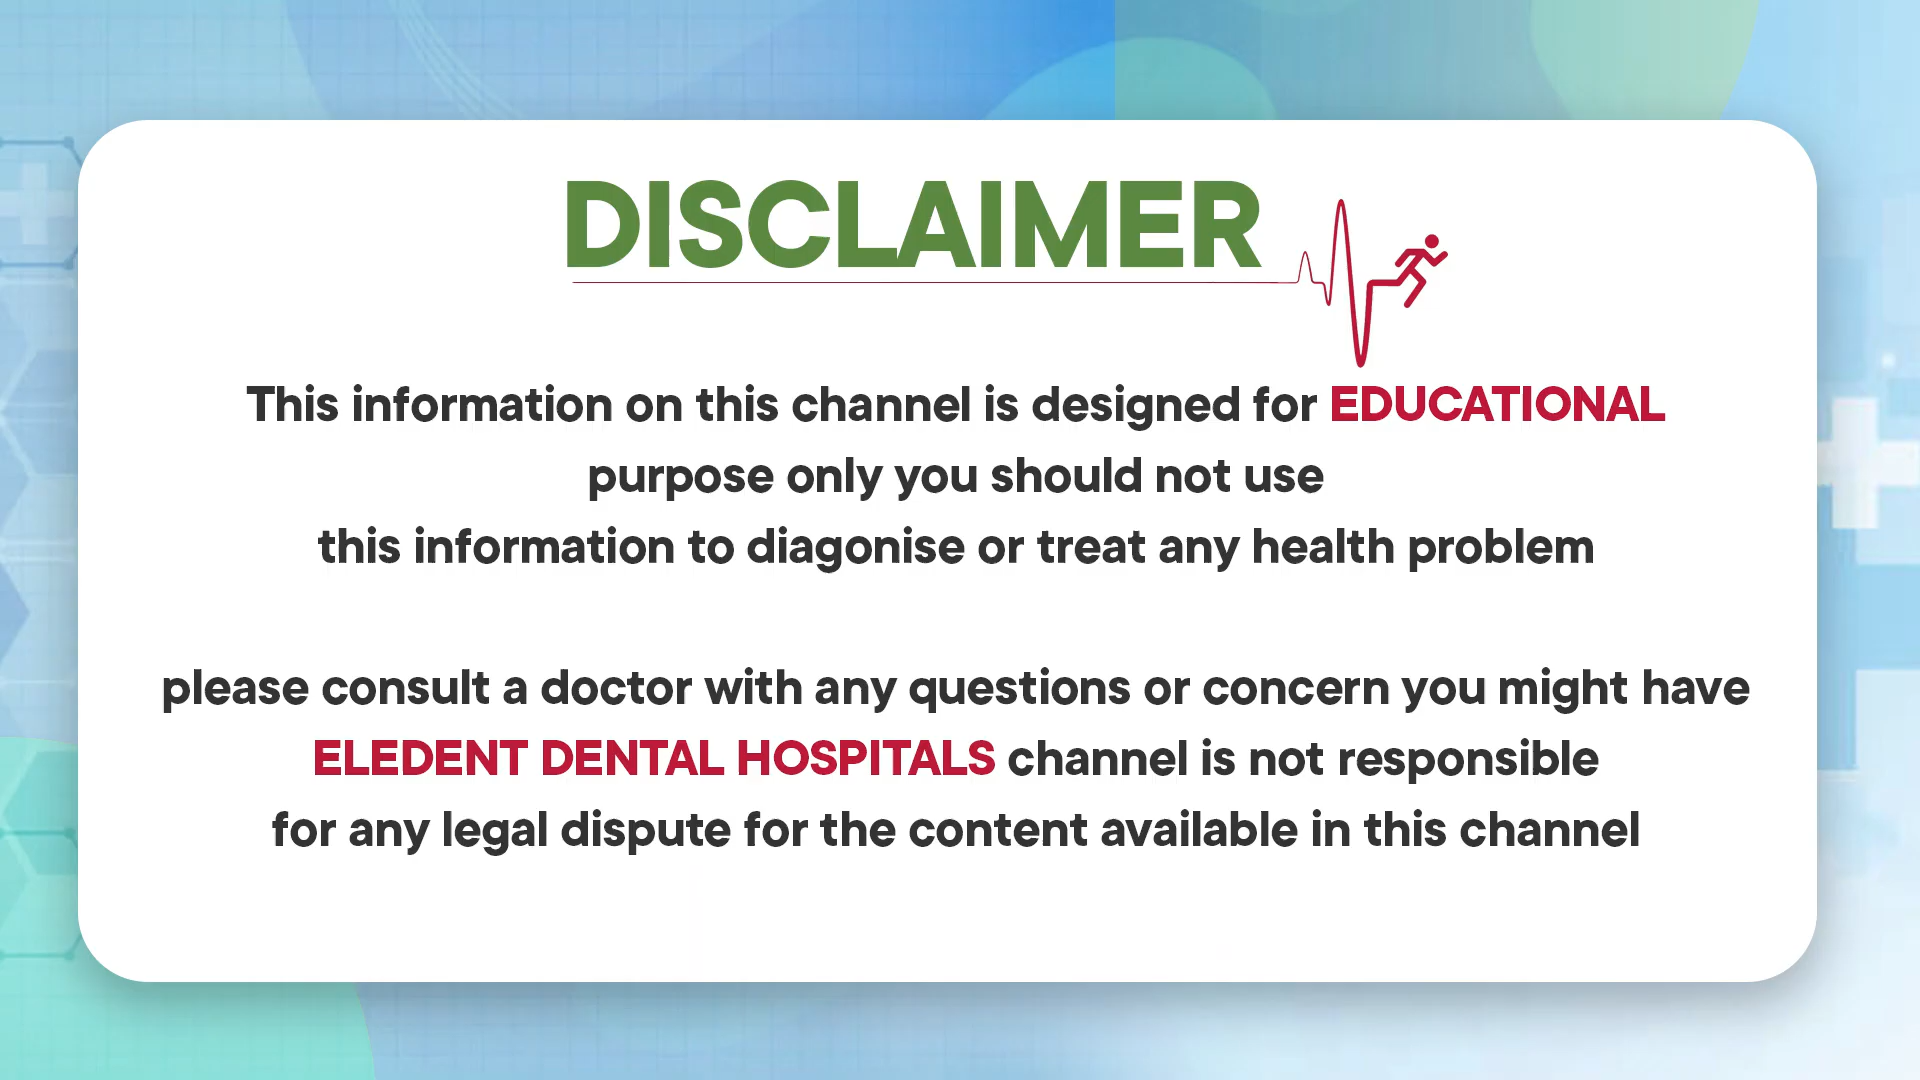 DISCLAIMER
This information on this channel is designed for EDUCATIONAL
purpose only you should not use
this information to diagonise or treat any health problem
please consult a doctor with any questions or concern you might have
ELEDENT DENTAL HOSPITALS channel is not responsible
for any legal dispute for the content available in this channel